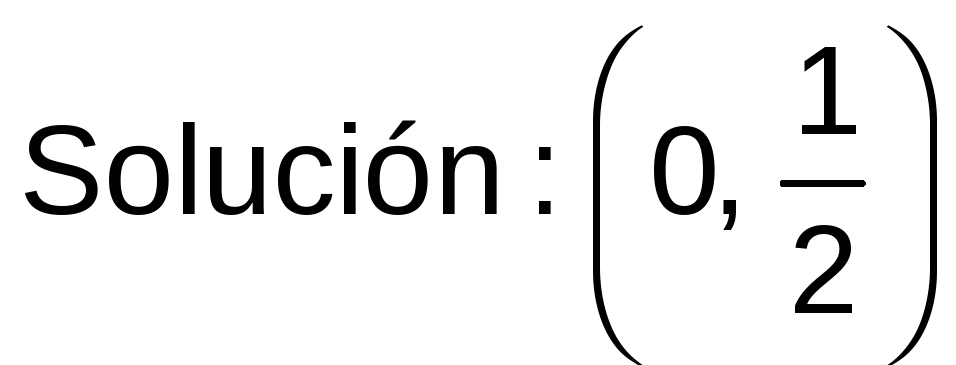 Solución : (0, 1/2)